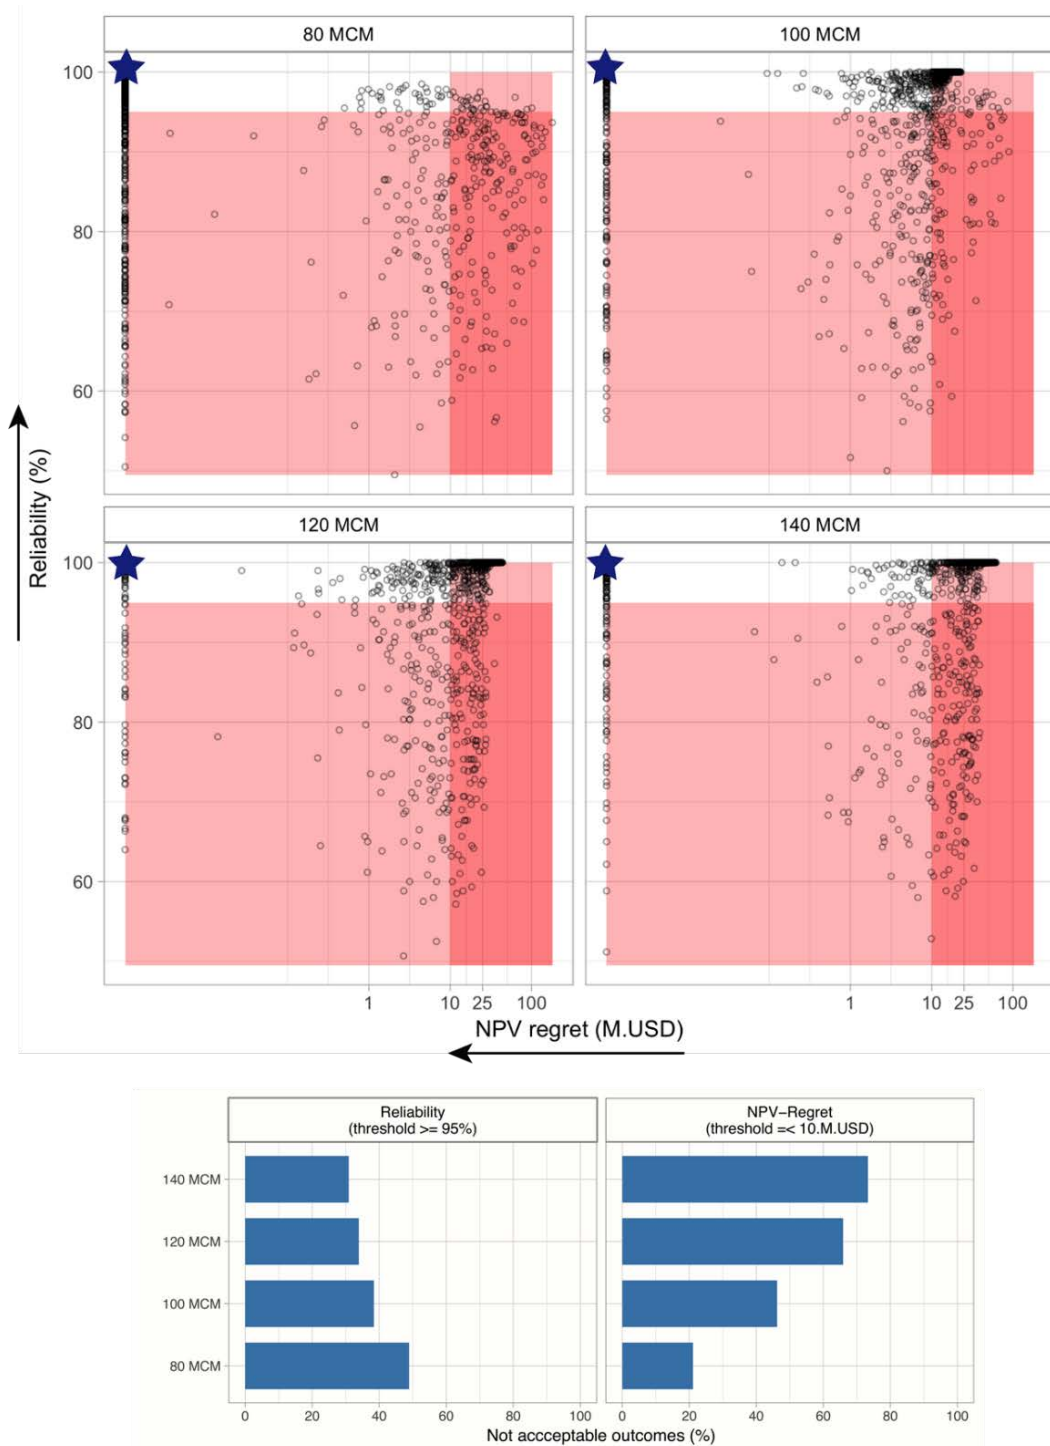 80 MCM
100 MCM
100
80
60
120 MCM
140 MCM
100
80
60
Reliability (%)
1 10 25 100
1 10 25 100
NPV regret (M.USD)
Reliability
(threshold >= 95%)
NPV−Regret
(threshold =< 10.M.USD)
140 MCM
120 MCM
100 MCM
80 MCM
0 20 40 60 80 100
0 20 40 60 80 100
Not accceptable outcomes (%)